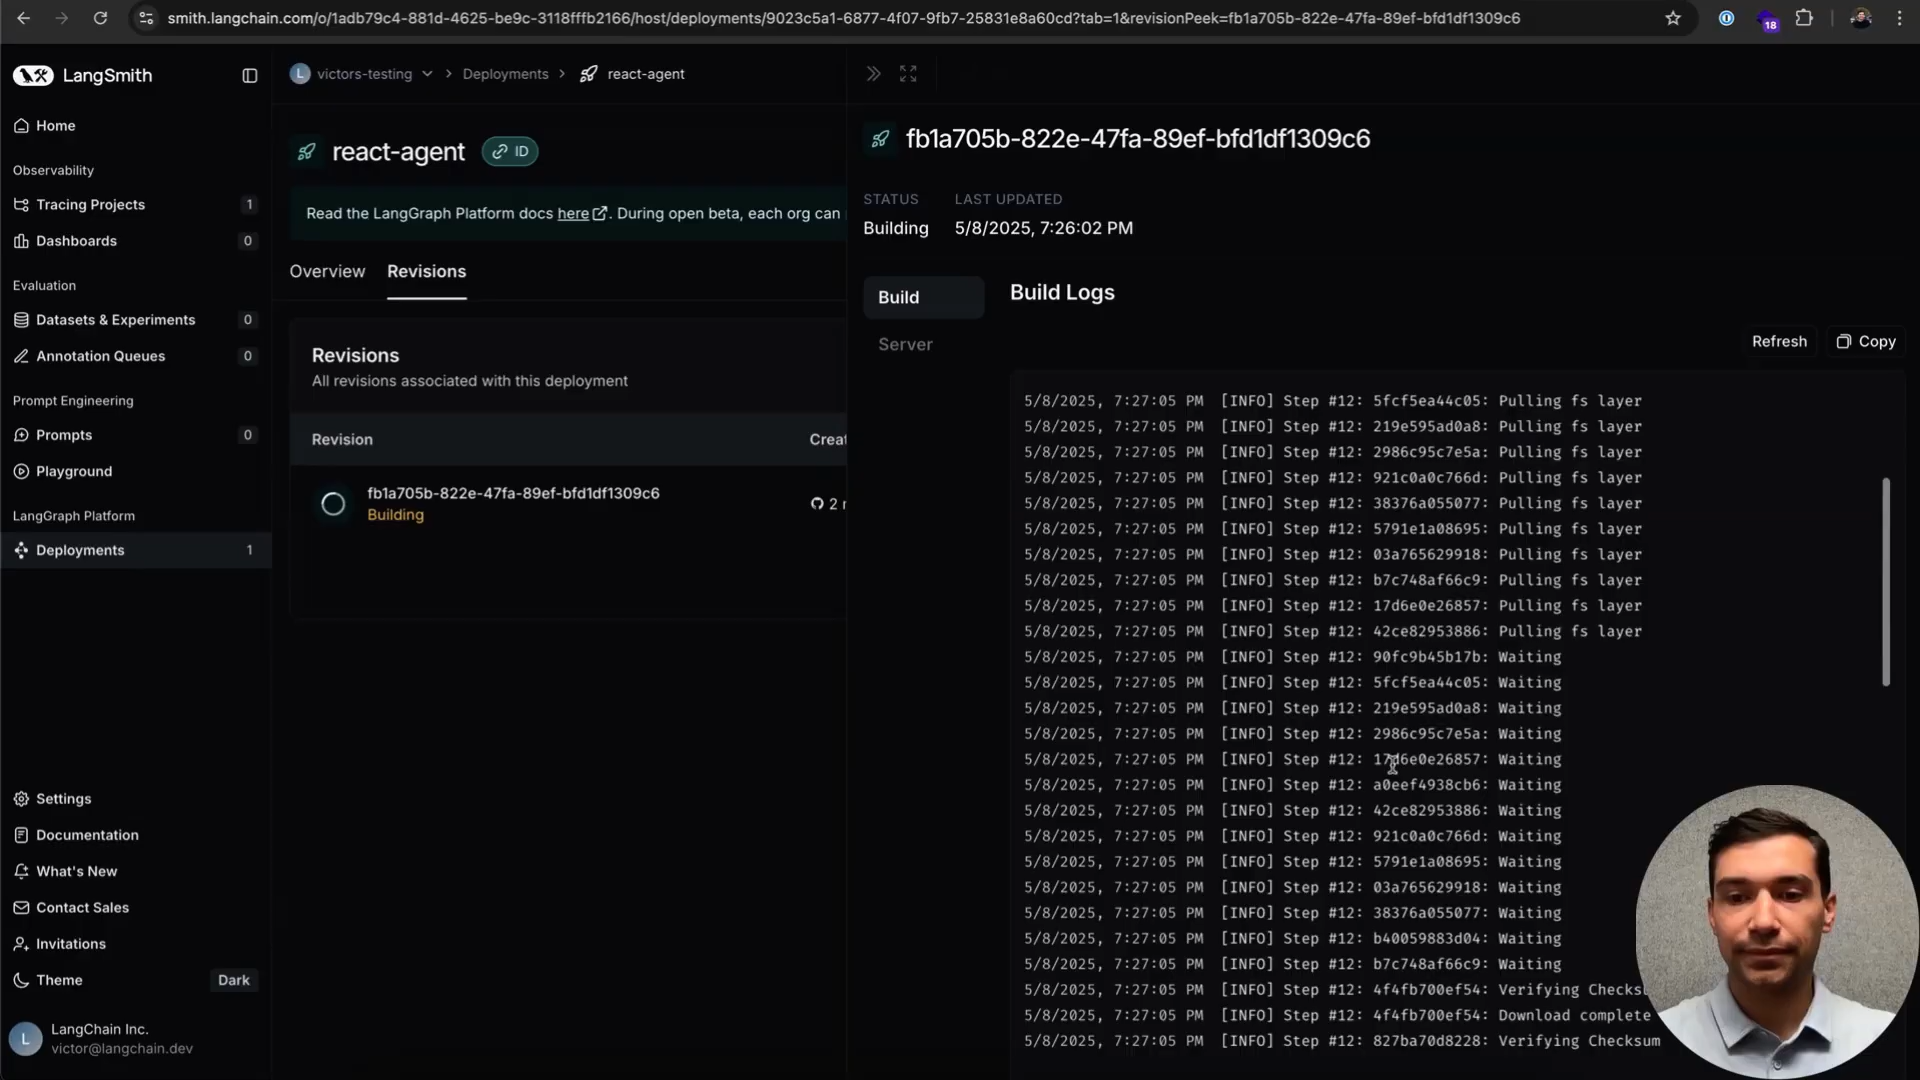 smith.langchain.com/o/1adb79c4-881d-4625-be9c-3118fffb2166/host/deployments/9023c5a1-6877-4f07-9fb7-25831e8a60cd?tab=1&revisionPeek=fb1a705b-822e-47fa-89ef-bfd1df1309c6
18
LangSmith
Home
Observability
Tracing Projects 1
Dashboards 0
Evaluation
Datasets & Experiments 0
Annotation Queues 0
Prompt Engineering
Prompts 0
Playground
LangGraph Platform
Deployments 1
Settings
Documentation
What's New
Contact Sales
Invitations
Theme Dark
L
LangChain Inc.
victor@langchain.dev
L victors-testing > Deployments > react-agent
react-agent ID
Read the LangGraph Platform docs here. During open beta, each org can
Overview Revisions
Revisions
All revisions associated with this deployment
Revision Creat
fb1a705b-822e-47fa-89ef-bfd1df1309c6
Building
2
fb1a705b-822e-47fa-89ef-bfd1df1309c6
STATUS LAST UPDATED
Building 5/8/2025, 7:26:02 PM
Build
Server
Build Logs
Refresh Copy
5/8/2025, 7:27:05 PM [INFO] Step #12: 5fcf5ea44c05: Pulling fs layer
5/8/2025, 7:27:05 PM [INFO] Step #12: 219e595ad0a8: Pulling fs layer
5/8/2025, 7:27:05 PM [INFO] Step #12: 2986c95c7e5a: Pulling fs layer
5/8/2025, 7:27:05 PM [INFO] Step #12: 921c0a0c766d: Pulling fs layer
5/8/2025, 7:27:05 PM [INFO] Step #12: 38376a055077: Pulling fs layer
5/8/2025, 7:27:05 PM [INFO] Step #12: 5791e1a08695: Pulling fs layer
5/8/2025, 7:27:05 PM [INFO] Step #12: 03a765629918: Pulling fs layer
5/8/2025, 7:27:05 PM [INFO] Step #12: b7c748af66c9: Pulling fs layer
5/8/2025, 7:27:05 PM [INFO] Step #12: 17d6e0e26857: Pulling fs layer
5/8/2025, 7:27:05 PM [INFO] Step #12: 42ce82953886: Pulling fs layer
5/8/2025, 7:27:05 PM [INFO] Step #12: 90fc9b45b17b: Waiting
5/8/2025, 7:27:05 PM [INFO] Step #12: 5fcf5ea44c05: Waiting
5/8/2025, 7:27:05 PM [INFO] Step #12: 219e595ad0a8: Waiting
5/8/2025, 7:27:05 PM [INFO] Step #12: 2986c95c7e5a: Waiting
5/8/2025, 7:27:05 PM [INFO] Step #12: 17d6e0e26857: Waiting
5/8/2025, 7:27:05 PM [INFO] Step #12: a0eef4938cb6: Waiting
5/8/2025, 7:27:05 PM [INFO] Step #12: 42ce82953886: Waiting
5/8/2025, 7:27:05 PM [INFO] Step #12: 921c0a0c766d: Waiting
5/8/2025, 7:27:05 PM [INFO] Step #12: 5791e1a08695: Waiting
5/8/2025, 7:27:05 PM [INFO] Step #12: 03a765629918: Waiting
5/8/2025, 7:27:05 PM [INFO] Step #12: 38376a055077: Waiting
5/8/2025, 7:27:05 PM [INFO] Step #12: b40059883d04: Waiting
5/8/2025, 7:27:05 PM [INFO] Step #12: b7c748af66c9: Waiting
5/8/2025, 7:27:05 PM [INFO] Step #12: 4f4fb700ef54: Verifying Checks
5/8/2025, 7:27:05 PM [INFO] Step #12: 4f4fb700ef54: Download complete
5/8/2025, 7:27:05 PM [INFO] Step #12: 827ba70d8228: Verifying Checksum